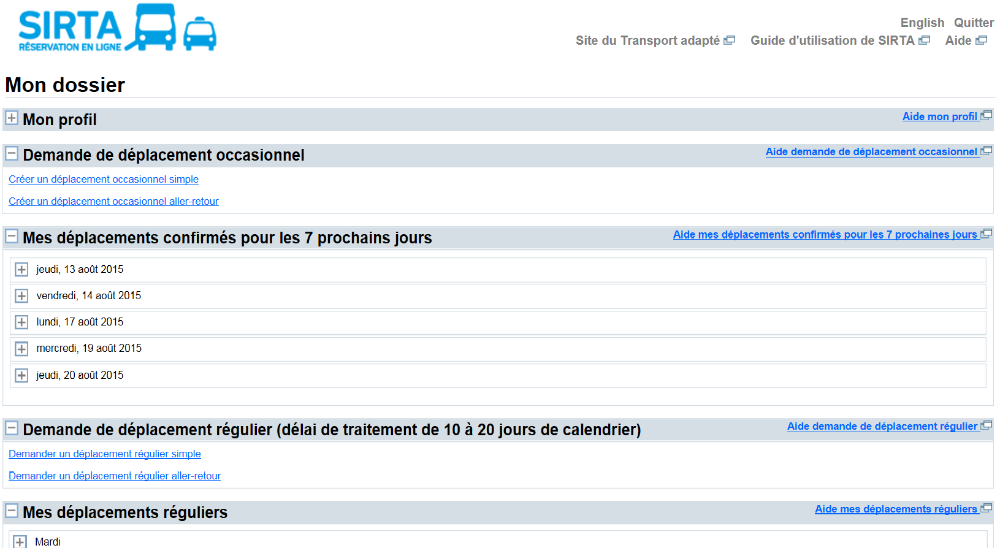 SIRTA
RÉSERVATION EN LIGNE
English Quitter
Site du Transport adapté Guide d'utilisation de SIRTA Aide
Mon dossier
Mon profil Aide mon profil
Demande de déplacement occasionnel Aide demande de déplacement occasionnel
Créer un déplacement occasionnel simple
Créer un déplacement occasionnel aller-retour
Mes déplacements confirmés pour les 7 prochains jours Aide mes déplacements confirmés pour les 7 prochaines jours
jeudi, 13 août 2015
vendredi, 14 août 2015
lundi, 17 août 2015
mercredi, 19 août 2015
jeudi, 20 août 2015
Demande de déplacement régulier (délai de traitement de 10 à 20 jours de calendrier) Aide demande de déplacement régulier
Demander un déplacement régulier simple
Demander un déplacement régulier aller-retour
Mes déplacements réguliers Aide mes déplacements réguliers
Mardi